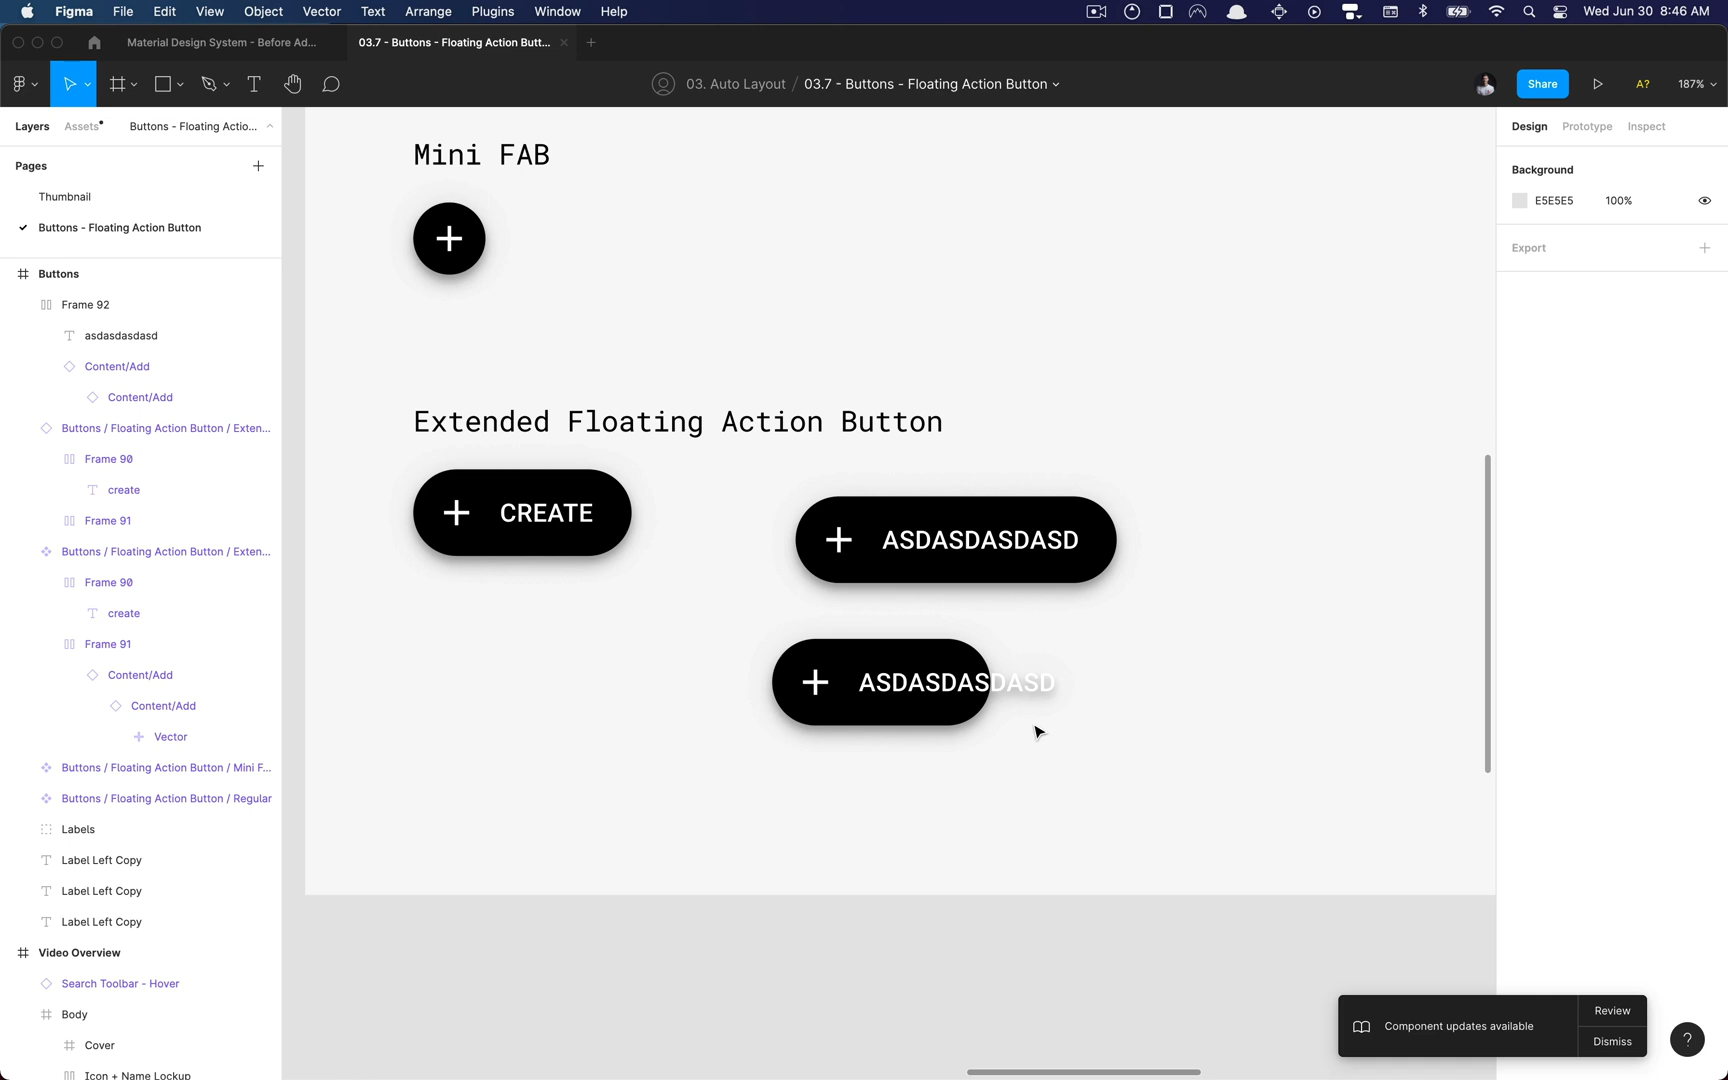 Figma File Edit View Object Vector Text Arrange Plugins Window Help Wed Jun 30 8:46 AM
Material Design System - Before Ad... 03.7 - Buttons - Floating Action Butt...
03. Auto Layout / 03.7 - Buttons - Floating Action Button Share A? 187%
Layers Assets Buttons - Floating Actio... Design Prototype Inspect
Pages
Thumbnail
Buttons - Floating Action Button
Buttons
Frame 92
asdasdasdasd
Content/Add
Content/Add
Buttons / Floating Action Button / Exten...
Frame 90
create
Frame 91
Buttons / Floating Action Button / Exten...
Frame 90
create
Frame 91
Content/Add
Content/Add
Vector
Buttons / Floating Action Button / Mini F...
Buttons / Floating Action Button / Regular
Labels
Label Left Copy
Label Left Copy
Label Left Copy
Video Overview
Search Toolbar - Hover
Body
Cover
Icon + Name Lockup
Mini FAB
Extended Floating Action Button
CREATE
ASDASDASDASD
ASDASDASDASD
Background
E5E5E5 100%
Export
Component updates available
Review
Dismiss
?